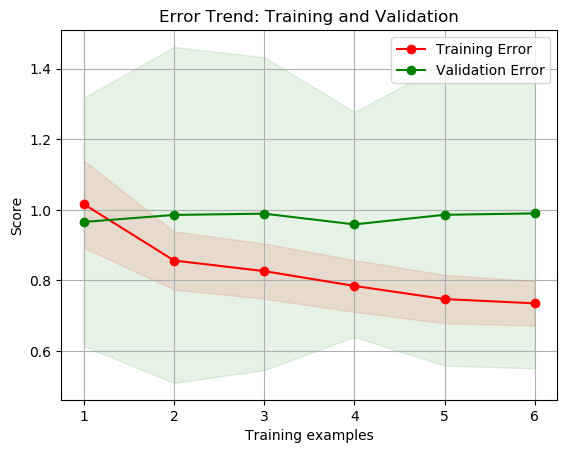 Error Trend: Training and Validation
Training Error
Validation Error
1.4
1.2
1.0
0.8
0.6
Score
1 2 3 4 5 6
Training examples